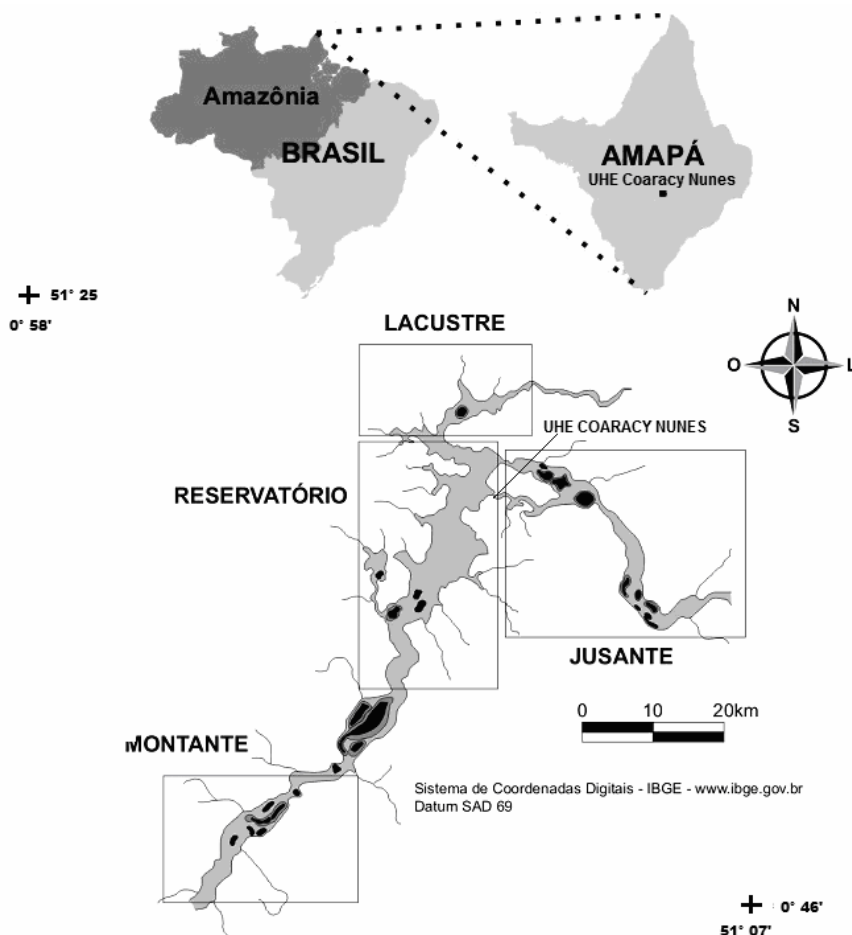 Amazônia
BRASIL
AMAPÁ
UHE Coaracy Nunes
51° 25
0° 58'
LACUSTRE
N
O
L
S
UHE COARACY NUNES
RESERVATÓRIO
JUSANTE
0 10 20km
MONTANTE
Sistema de Coordenadas Digitais - IBGE - www.ibge.gov.br
Datum SAD 69
0° 46'
51° 07'